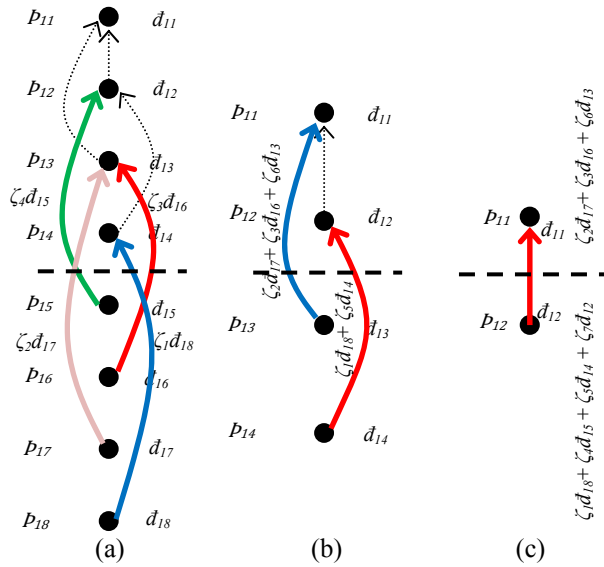 Þ₁₁ đ₁₁
Þ₁₂ đ₁₂
Þ₁₃ đ₁₃
ζ₄đ₁₅ ζ₃đ₁₆
Þ₁₄ đ₁₄
Þ₁₅ đ₁₅
ζ₂đ₁₇ ζ₁đ₁₈
Þ₁₆ đ₁₆
Þ₁₇ đ₁₇
Þ₁₈ đ₁₈
(a)
Þ₁₁ đ₁₁
Þ₁₂ đ₁₂
ζ₂đ₁₇ + ζ₃đ₁₆ + ζ₆đ₁₃
ζ₁đ₁₈ + ζ₅đ₁₄
Þ₁₃ đ₁₃
Þ₁₄ đ₁₄
(b)
ζ₂đ₁₇ + ζ₃đ₁₆ + ζ₆đ₁₃
Þ₁₁ đ₁₁
Þ₁₂ đ₁₂
ζ₁đ₁₈ + ζ₄đ₁₅ + ζ₅đ₁₄ + ζ₇đ₁₂
(c)